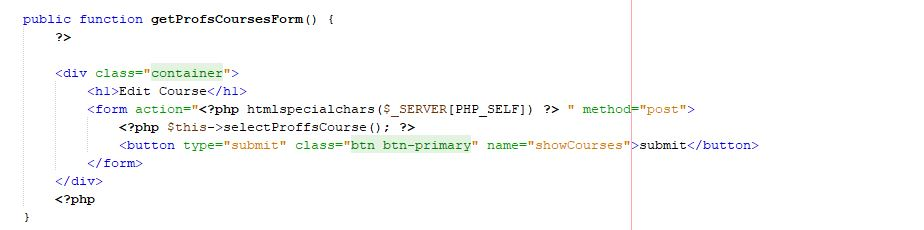 public function getProfsCoursesForm() {
?>
<div class="container">
<h1>Edit Course</h1>
<form action="<?php htmlspecialchars($_SERVER[PHP_SELF]) ?> " method="post">
<?php $this->selectProffsCourse(); ?>
<button type="submit" class="btn btn-primary" name="showCourses">submit</button>
</form>
</div>
<?php
}